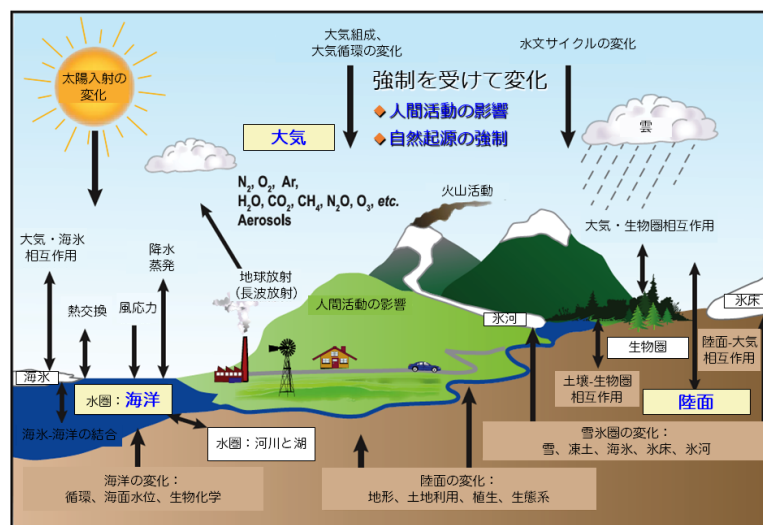 大気組成、
大気循環の変化
水文サイクルの変化
太陽入射の
変化
強制を受けて変化
人間活動の影響
自然起源の強制
大気
雲
N2, O2, Ar,
H2O, CO2, CH4, N2O, O3, etc.
Aerosols
火山活動
大気・生物圏相互作用
大気・海氷
相互作用
降水
蒸発
地球放射
（長波放射）
熱交換
風応力
人間活動の影響
氷河
氷床
生物圏
陸面-大気
相互作用
海氷
水圏：海洋
土壌-生物圏
相互作用
陸面
海氷-海洋の結合
水圏：河川と湖
雪氷圏の変化：
雪、凍土、海氷、氷床、氷河
海洋の変化：
循環、海面水位、生物化学
陸面の変化：
地形、土地利用、植生、生態系